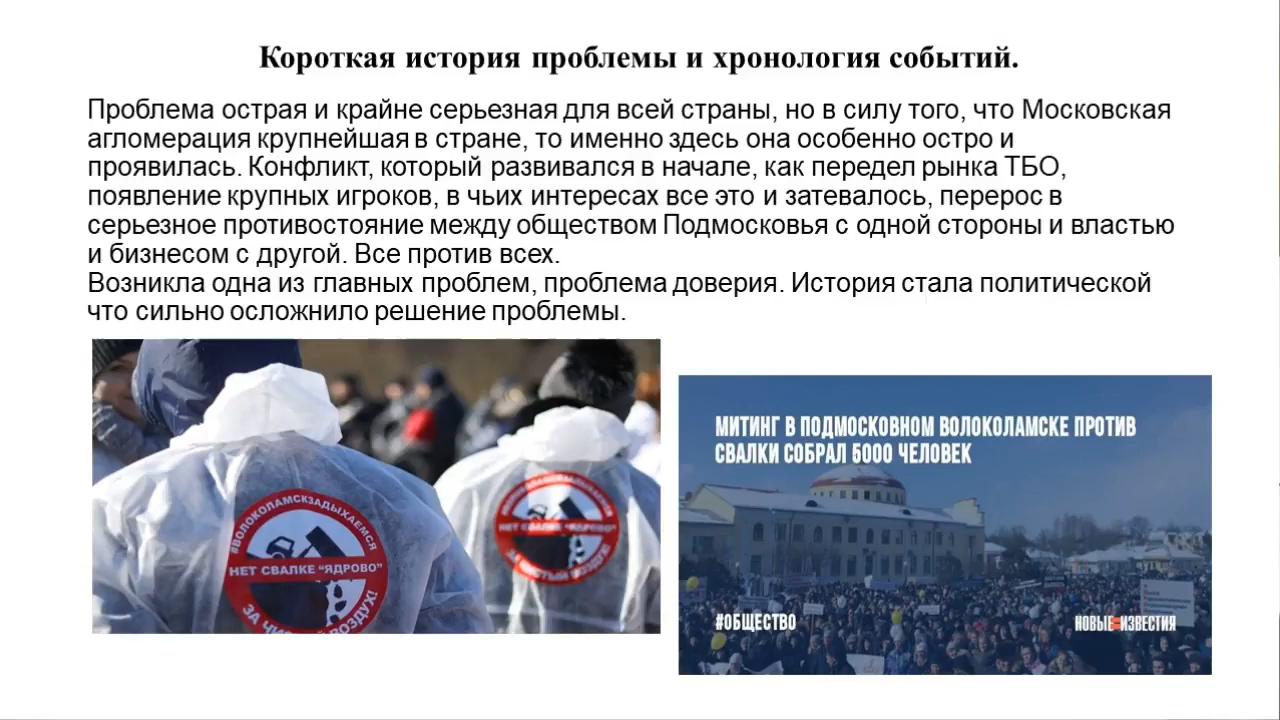 Короткая история проблемы и хронология событий.
Проблема острая и крайне серьезная для всей страны, но в силу того, что Московская
агломерация крупнейшая в стране, то именно здесь она особенно остро и
проявилась. Конфликт, который развивался в начале, как передел рынка ТБО,
появление крупных игроков, в чьих интересах все это и затевалось, перерос в
серьезное противостояние между обществом Подмосковья с одной стороны и властью
и бизнесом с другой. Все против всех.
Возникла одна из главных проблем, проблема доверия. История стала политической
что сильно осложнило решение проблемы.
#ВОЛОКОЛАМСКЗАДЫХАЕМСЯ
НЕТ СВАЛКЕ "ЯДРОВО"
ЗА ЧИ ВОЗДУХ!
#ВОЛОКОЛАМСКЗАДЫХАЕМСЯ
НЕТ СВАЛКЕ "ЯДРОВО"
ЗА ЧИСТЫЙ ВОЗДУХ!
МИТИНГ В ПОДМОСКОВНОМ ВОЛОКОЛАМСКЕ ПРОТИВ
СВАЛКИ СОБРАЛ 5000 ЧЕЛОВЕК
#ОБЩЕСТВО
НОВЫЕ ИЗВЕСТИЯ